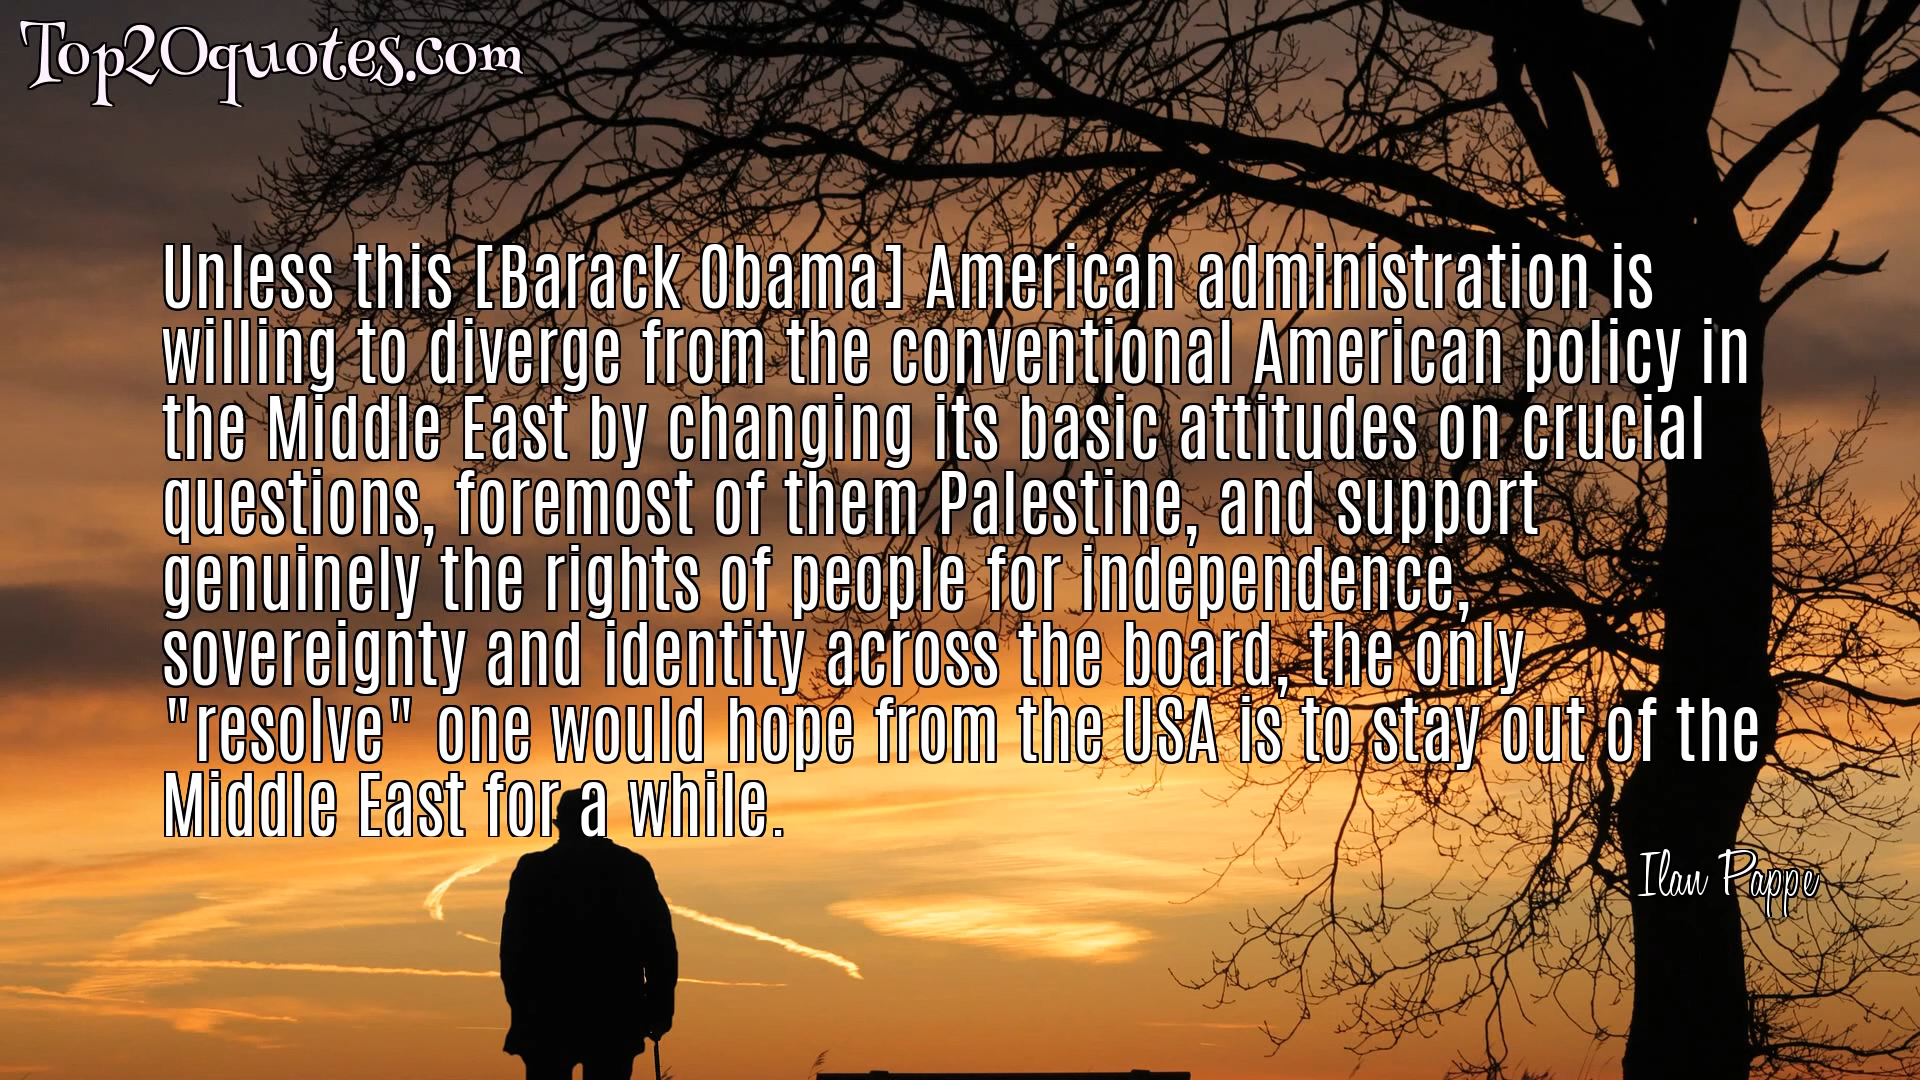 Top20quotes.com
Unless this [Barack Obama] American administration is
willing to diverge from the conventional American policy in
the Middle East by changing its basic attitudes on crucial
questions, foremost of them Palestine, and support
genuinely the rights of people for independence,
sovereignty and identity across the board, the only
"resolve" one would hope from the USA is to stay out of the
Middle East for a while.
Ilan Pappe